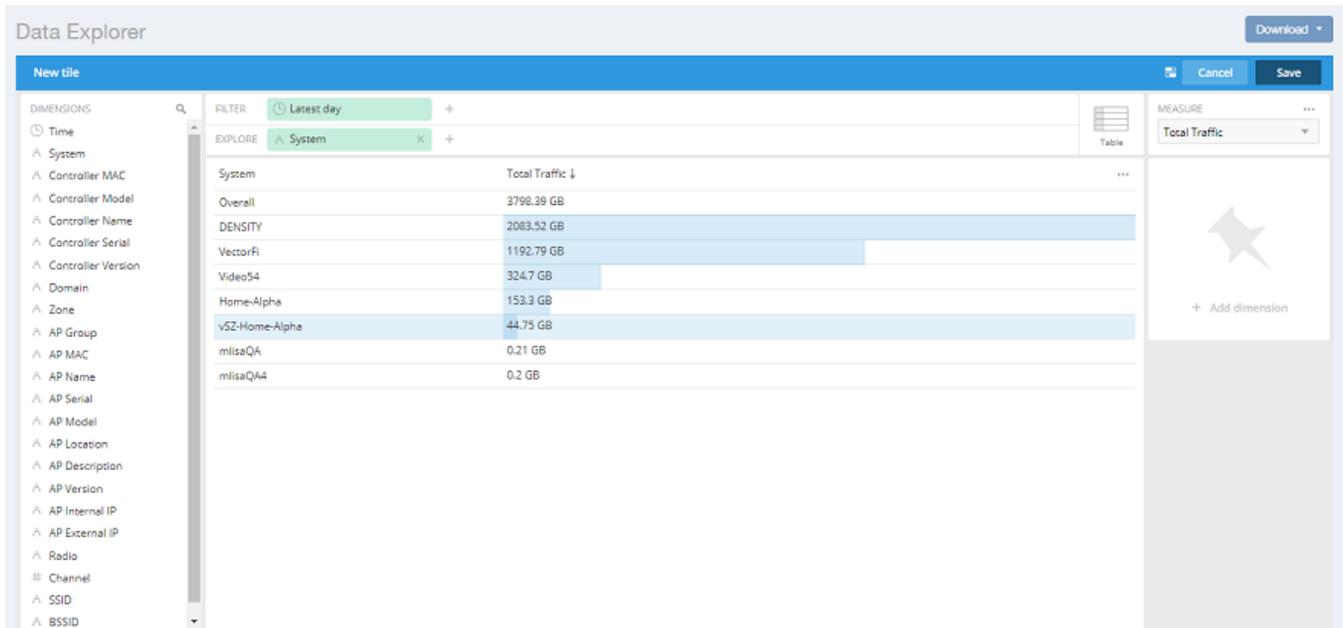 Data Explorer
Download
New tile
Cancel
Save
DIMENSIONS
Time
System
Controller MAC
Controller Model
Controller Name
Controller Serial
Controller Version
Domain
Zone
AP Group
AP MAC
AP Name
AP Serial
AP Model
AP Location
AP Description
AP Version
AP Internal IP
AP External IP
Radio
# Channel
SSID
BSSID
FILTER Latest day +
EXPLORE System × +
Table
MEASURE ...
Total Traffic
System Total Traffic ↓ ...
Overall 3798.39 GB
DENSITY 2083.52 GB
VectorFi 1192.79 GB
Video54 324.7 GB
Home-Alpha 153.3 GB
vSZ-Home-Alpha 44.75 GB
mlisaQA 0.21 GB
mlisaQA4 0.2 GB
+ Add dimension